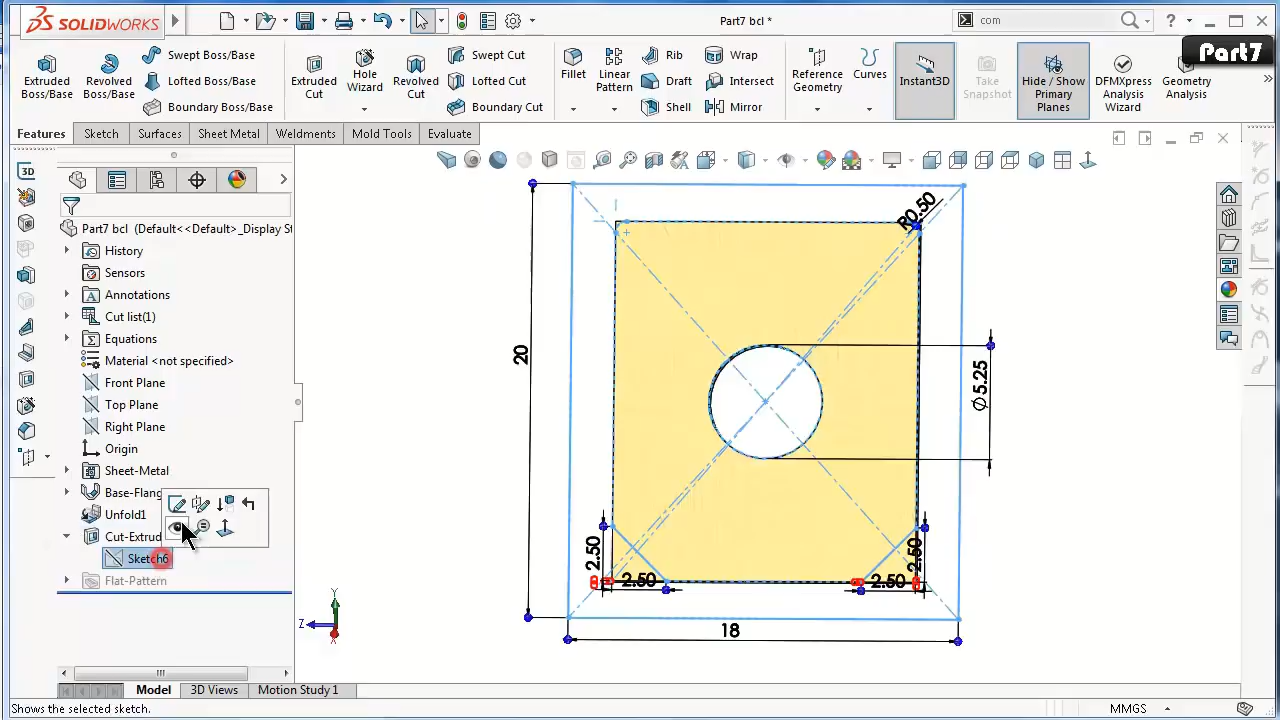 SOLIDWORKS
Part7 bcl *
com
Part7
Extruded Boss/Base
Revolved Boss/Base
Swept Boss/Base
Lofted Boss/Base
Boundary Boss/Base
Extruded Cut
Hole Wizard
Revolved Cut
Swept Cut
Lofted Cut
Boundary Cut
Fillet
Linear Pattern
Rib
Draft
Shell
Wrap
Intersect
Mirror
Reference Geometry
Curves
Instant3D
Take Snapshot
Hide / Show Primary Planes
DFMXpress Analysis Wizard
Geometry Analysis
Features
Sketch
Surfaces
Sheet Metal
Weldments
Mold Tools
Evaluate
Part7 bcl (Default<<Default>_Display St
History
Sensors
Annotations
Cut list(1)
Equations
Material <not specified>
Front Plane
Top Plane
Right Plane
Origin
Sheet-Metal
Base-Flang
Unfold1
Cut-Extrud
Sketch6
Flat-Pattern
R0.50
20
Ø5.25
2.50
2.50
2.50
2.50
18
Y
Z
Model
3D Views
Motion Study 1
Shows the selected sketch.
MMGS